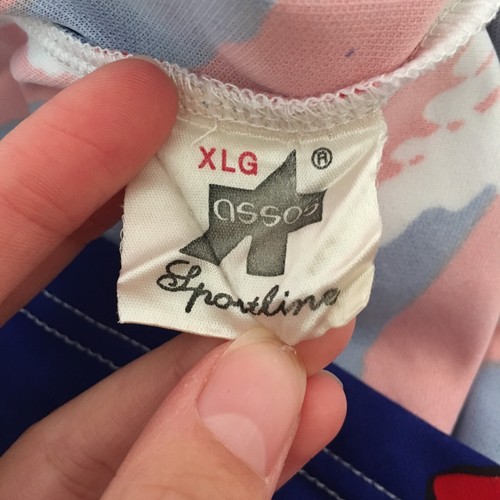 XLG ®
assos
Sportline